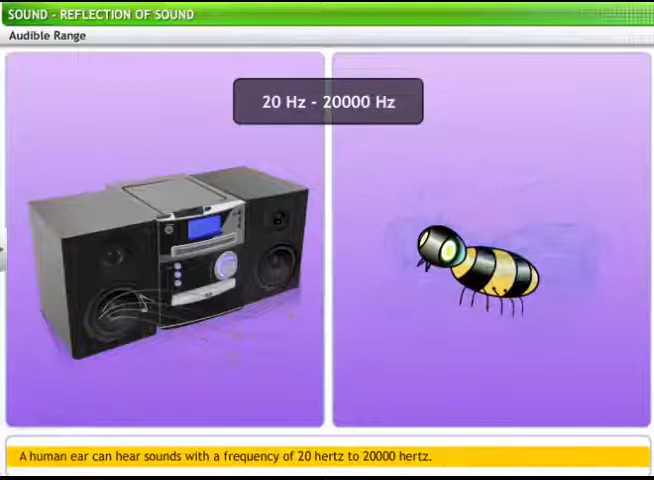 SOUND - REFLECTION OF SOUND
Audible Range
20 Hz - 20000 Hz
A human ear can hear sounds with a frequency of 20 hertz to 20000 hertz.